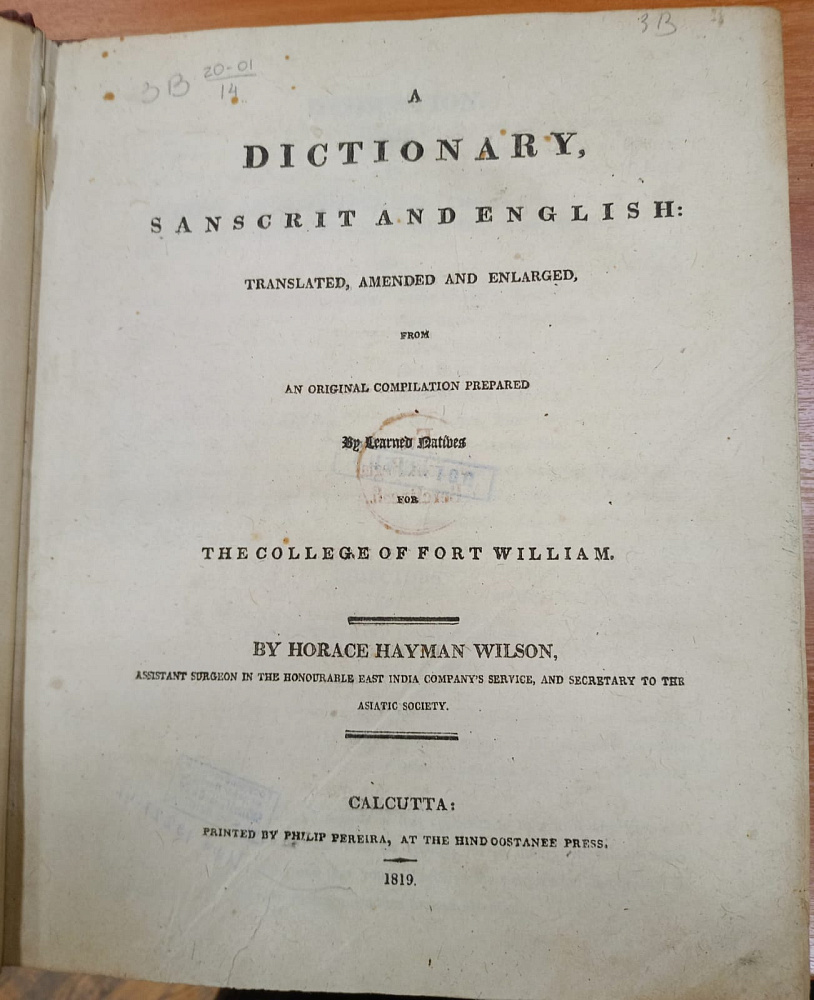 3B 20-01
14
3B
A
DICTIONARY,
SANSCRIT AND ENGLISH:
TRANSLATED, AMENDED AND ENLARGED,
FROM
AN ORIGINAL COMPILATION PREPARED
By Learned Natives
FOR
THE COLLEGE OF FORT WILLIAM.
BY HORACE HAYMAN WILSON,
ASSISTANT SURGEON IN THE HONOURABLE EAST INDIA COMPANY'S SERVICE, AND SECRETARY TO THE
ASIATIC SOCIETY.
CALCUTTA:
PRINTED BY PHILIP PEREIRA, AT THE HINDOOSTANEE PRESS.
1819.